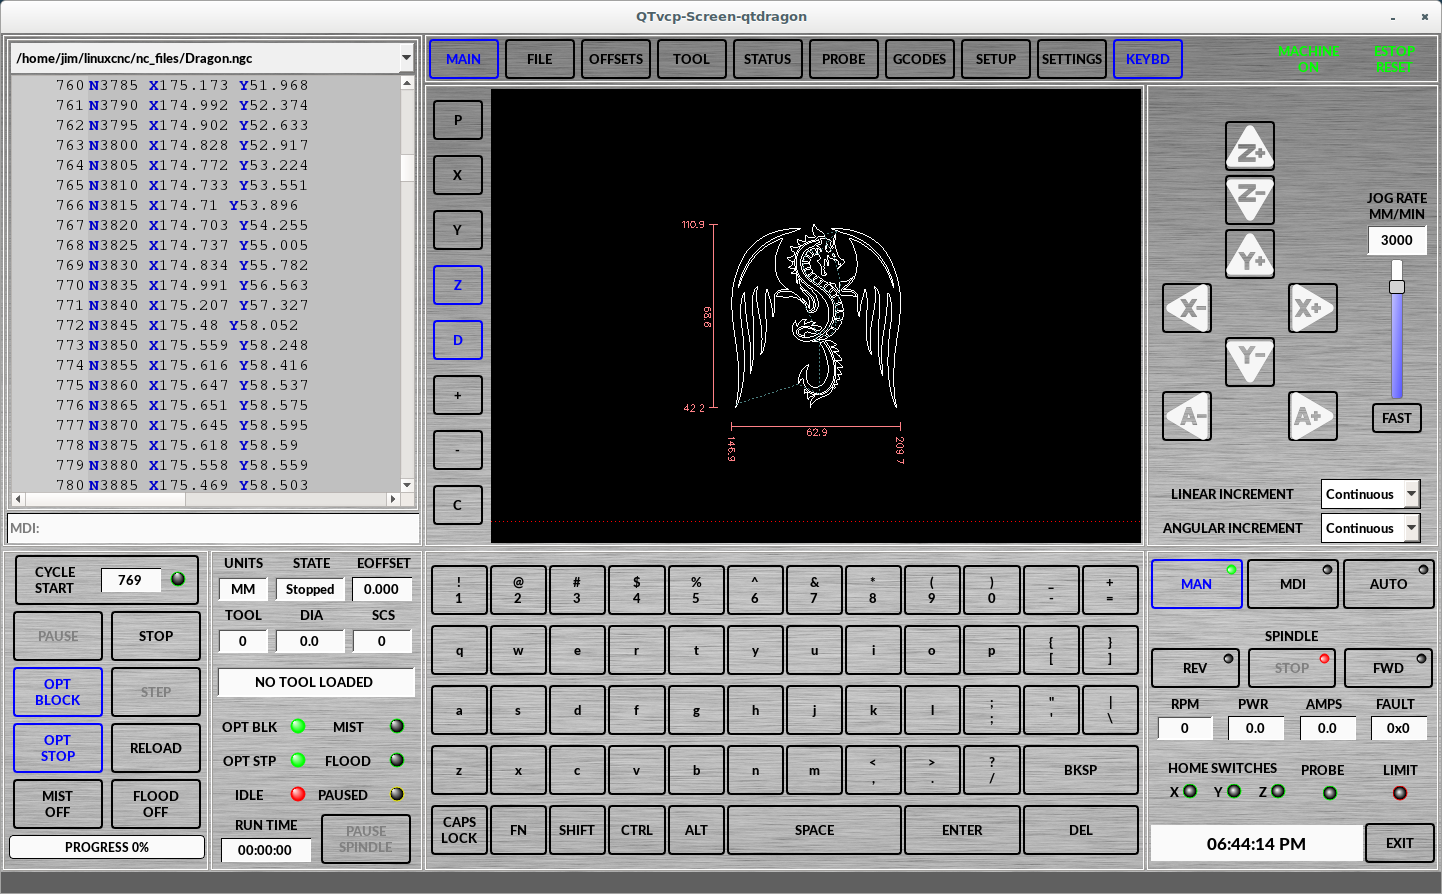 QTvcp-Screen-qtdragon
/home/jim/linuxcnc/nc_files/Dragon.ngc
760 N3785 X175.173 Y51.968
761 N3790 X174.992 Y52.374
762 N3795 X174.902 Y52.633
763 N3800 X174.828 Y52.917
764 N3805 X174.772 Y53.224
765 N3810 X174.733 Y53.551
766 N3815 X174.71 Y53.896
767 N3820 X174.703 Y54.255
768 N3825 X174.737 Y55.005
769 N3830 X174.834 Y55.782
770 N3835 X174.991 Y56.563
771 N3840 X175.207 Y57.327
772 N3845 X175.48 Y58.052
773 N3850 X175.559 Y58.248
774 N3855 X175.616 Y58.416
775 N3860 X175.647 Y58.537
776 N3865 X175.651 Y58.575
777 N3870 X175.645 Y58.595
778 N3875 X175.618 Y58.59
779 N3880 X175.558 Y58.559
780 N3885 X175.469 Y58.503
MDI:
MAIN FILE OFFSETS TOOL STATUS PROBE GCODES SETUP SETTINGS KEYBD
MACHINE
ON
ESTOP
RESET
P
X
Y
Z
D
+
-
C
110.9
68.6
42.2
62.9
146.9
209.7
Z+
Z-
Y+
X- X+
Y-
A- A+
JOG RATE
MM/MIN
3000
FAST
LINEAR INCREMENT Continuous
ANGULAR INCREMENT Continuous
CYCLE
START
769
PAUSE STOP
OPT
BLOCK
STEP
OPT
STOP
RELOAD
MIST
OFF
FLOOD
OFF
PROGRESS 0%
UNITS STATE EOFFSET
MM Stopped 0.000
TOOL DIA SCS
0 0.0 0
NO TOOL LOADED
OPT BLK MIST
OPT STP FLOOD
IDLE PAUSED
RUN TIME
00:00:00
PAUSE
SPINDLE
! @ # $ % ^ & * ( ) _ +
1 2 3 4 5 6 7 8 9 0 - =
q w e r t y u i o p { }
[ ]
a s d f g h j k l : " |
; ' \
z x c v b n m < > ? BKSP
, . /
CAPS
LOCK
FN SHIFT CTRL ALT SPACE ENTER DEL
MAN MDI AUTO
SPINDLE
REV STOP FWD
RPM PWR AMPS FAULT
0 0.0 0.0 0x0
HOME SWITCHES PROBE LIMIT
X Y Z
06:44:14 PM EXIT